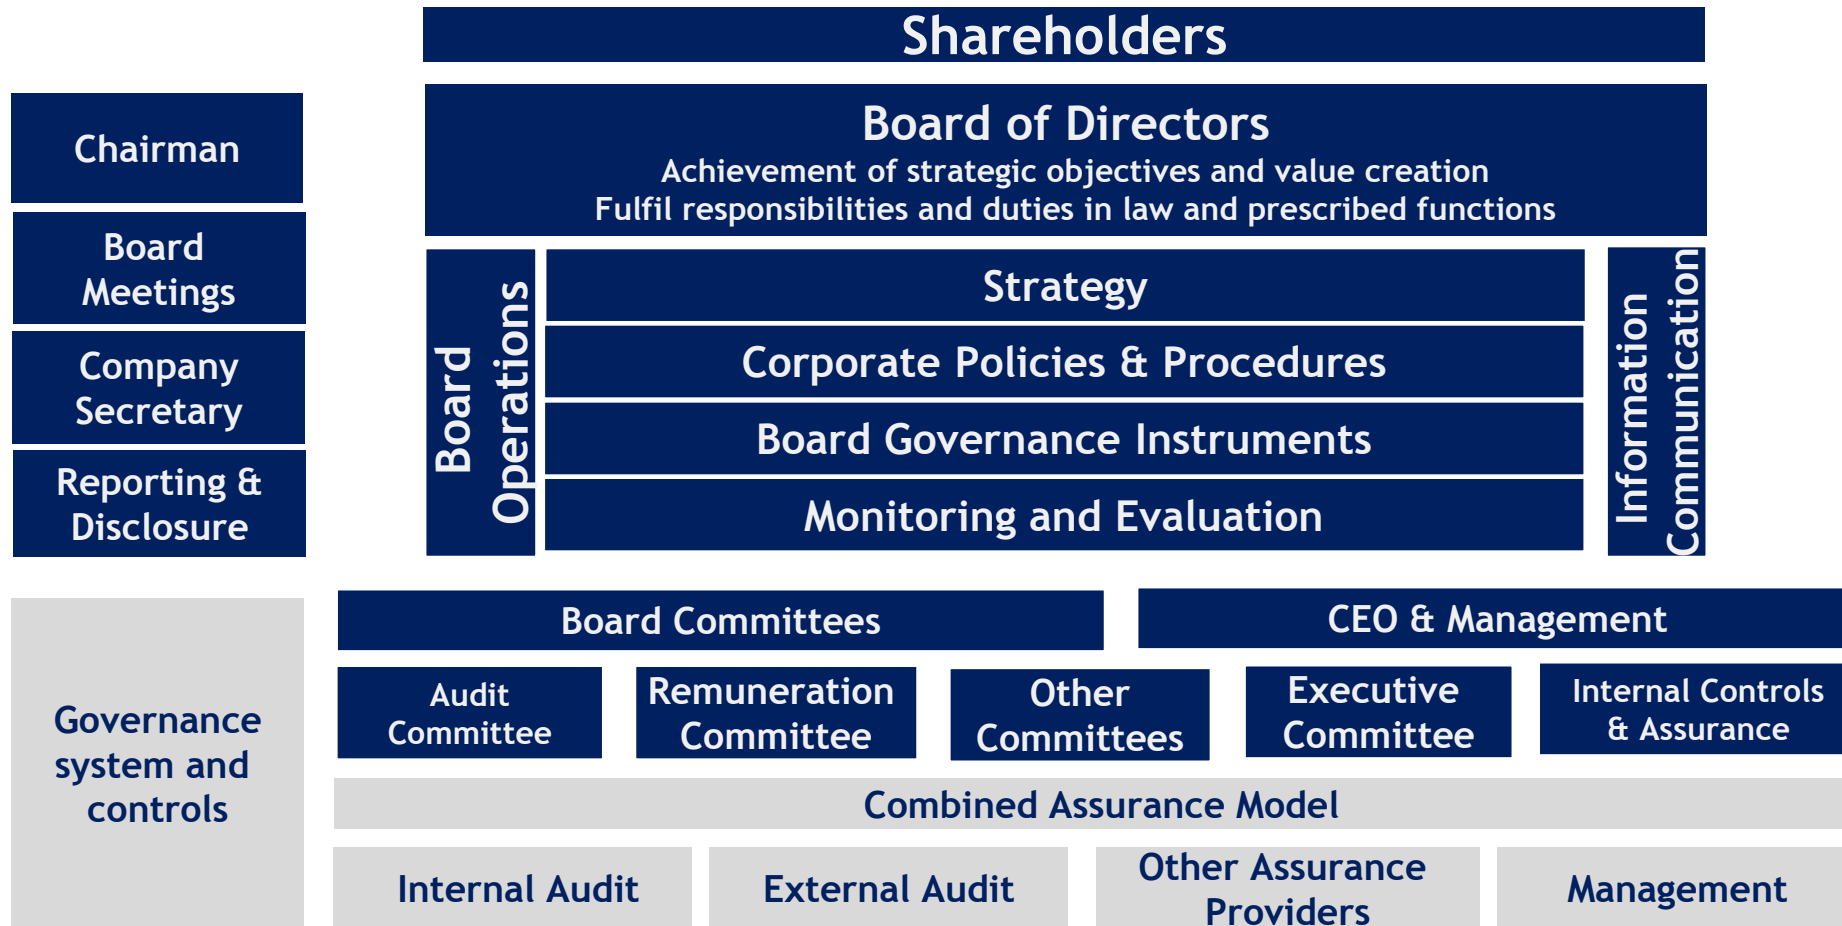 Shareholders
Board of Directors
Achievement of strategic objectives and value creation
Fulfil responsibilities and duties in law and prescribed functions
Chairman
Board
Meetings
Company
Secretary
Reporting &
Disclosure
Board
Operations
Strategy
Corporate Policies & Procedures
Board Governance Instruments
Monitoring and Evaluation
Information
Communication
Governance
system and
controls
Board Committees
CEO & Management
Audit
Committee
Remuneration
Committee
Other
Committees
Executive
Committee
Internal Controls
& Assurance
Combined Assurance Model
Internal Audit
External Audit
Other Assurance
Providers
Management